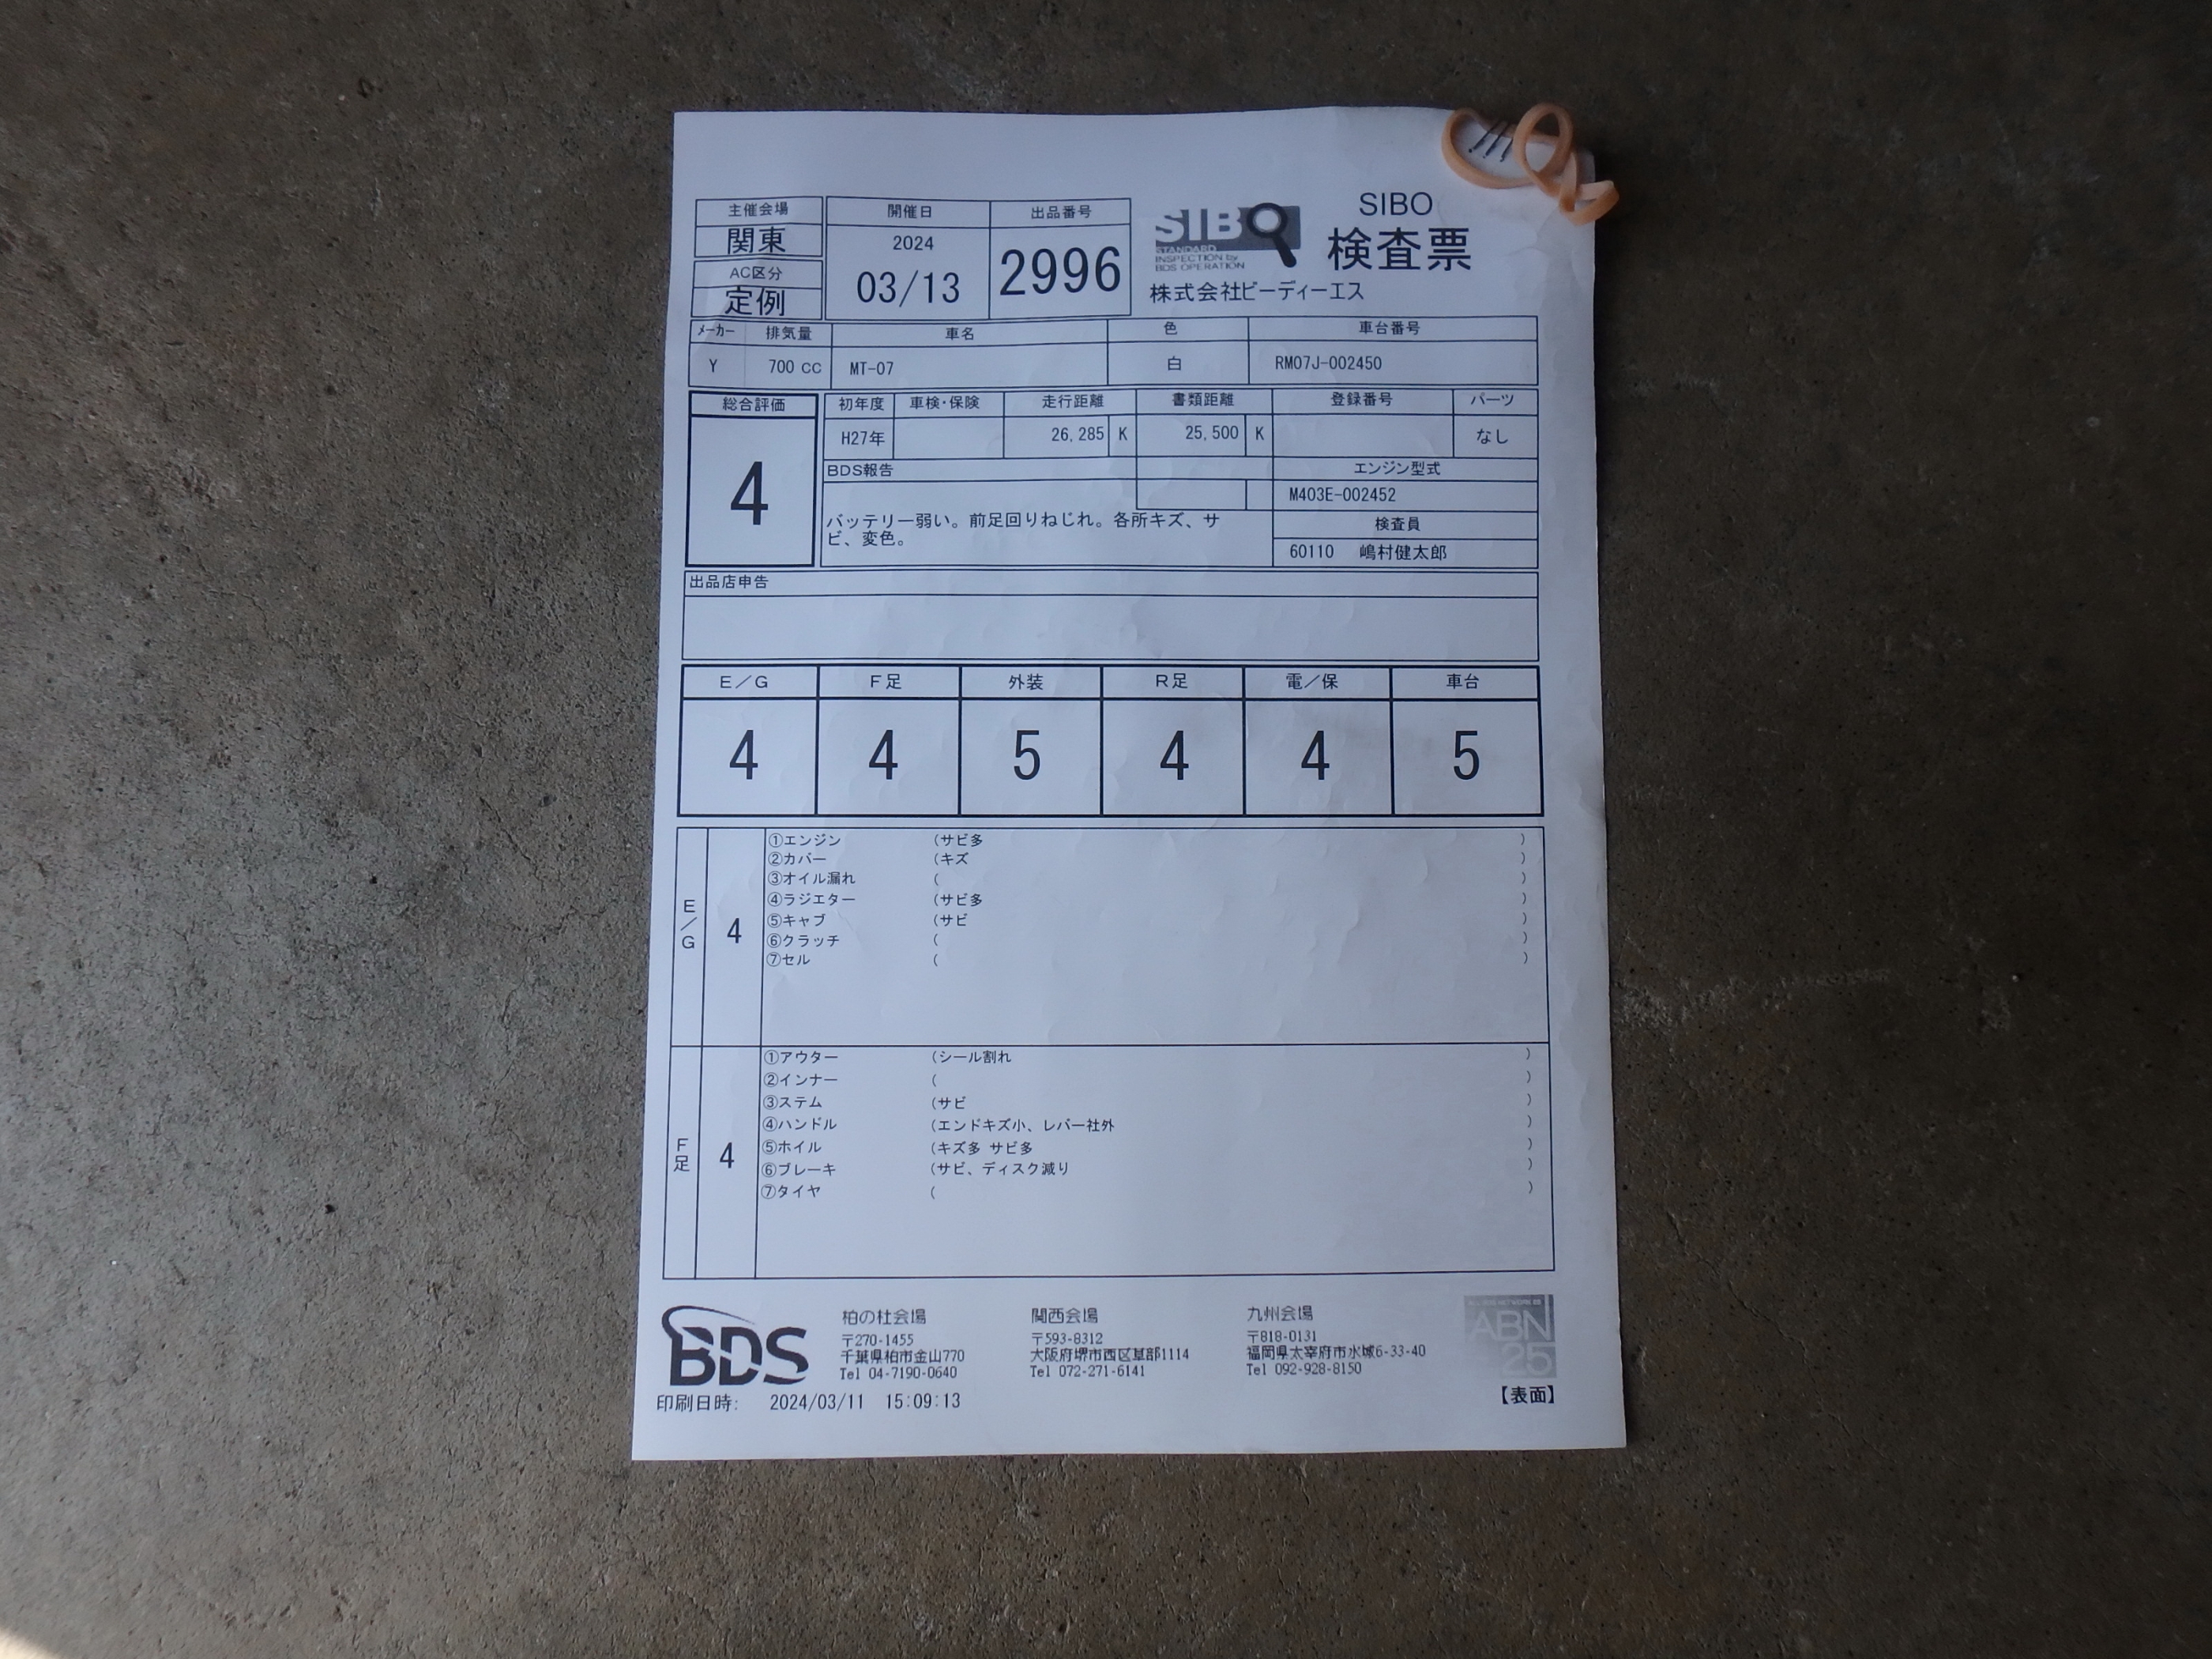 主催会場 開催日 出品番号
関東 2024 03/13 2996
AC区分
定例
SIBO
STANDARD
INSPECTION by
BDS OPERATION
SIBO
検査票
株式会社ビーディーエス
メーカー 排気量 車名 色 車台番号
Y 700 cc MT-07 白 RM07J-002450
総合評価 初年度 車検・保険 走行距離 書類距離 登録番号 パーツ
4 H27年 26,285 K 25,500 K なし
BDS報告 エンジン型式
M403E-002452
バッテリー弱い。前足回りねじれ。各所キズ、サ
ビ、変色。
検査員
60110 嶋村健太郎
出品店申告
E/G F足 外装 R足 電/保 車台
4 4 5 4 4 5
E/G 4
①エンジン (サビ多 )
②カバー (キズ )
③オイル漏れ ( )
④ラジエター (サビ多 )
⑤キャブ (サビ )
⑥クラッチ ( )
⑦セル ( )
F足 4
①アウター (シール割れ )
②インナー ( )
③ステム (サビ )
④ハンドル (エンドキズ小、レバー社外 )
⑤ホイル (キズ多 サビ多 )
⑥ブレーキ (サビ、ディスク減り )
⑦タイヤ ( )
BDS
柏の杜会場
〒270-1455
千葉県柏市金山770
Tel 04-7190-0640
関西会場
〒593-8312
大阪府堺市西区草部1114
Tel 072-271-6141
九州会場
〒818-0131
福岡県太宰府市水城6-33-40
Tel 092-928-8150
ABN
25
印刷日時: 2024/03/11 15:09:13
【表面】